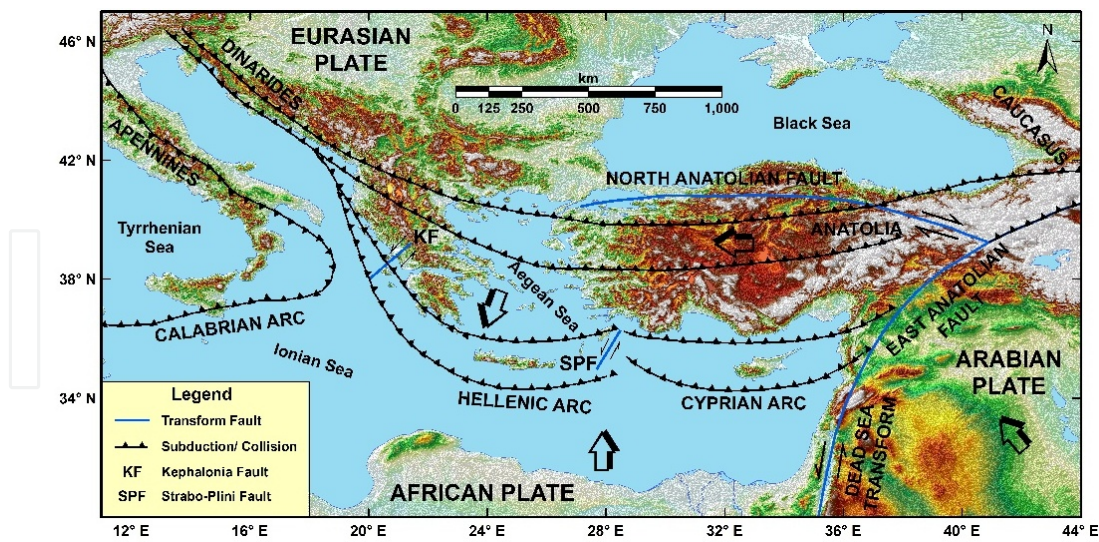 46° N
42° N
38° N
34° N
EURASIAN
PLATE
DINARIDES
APENNINES
km
0 125 250 500 750 1,000
N
Black Sea
CAUCASUS
NORTH ANATOLIAN FAULT
ANATOLIA
Tyrrhenian
Sea
KF
Aegean Sea
CALABRIAN ARC
Ionian Sea
SPF
HELLENIC ARC
CYPRIAN ARC
EAST ANATOLIAN
FAULT
ARABIAN
PLATE
DEAD SEA
TRANSFORM
AFRICAN PLATE
Legend
Transform Fault
Subduction/ Collision
KF Kephalonia Fault
SPF Strabo-Plini Fault
12° E 16° E 20° E 24° E 28° E 32° E 36° E 40° E 44° E